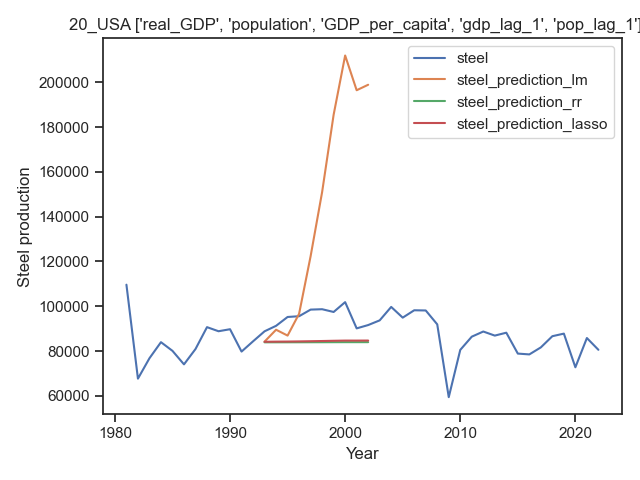 20_USA ['real_GDP', 'population', 'GDP_per_capita', 'gdp_lag_1', 'pop_lag_1']
steel
steel_prediction_lm
steel_prediction_rr
steel_prediction_lasso
Steel production
200000
180000
160000
140000
120000
100000
80000
60000
1980 1990 2000 2010 2020
Year